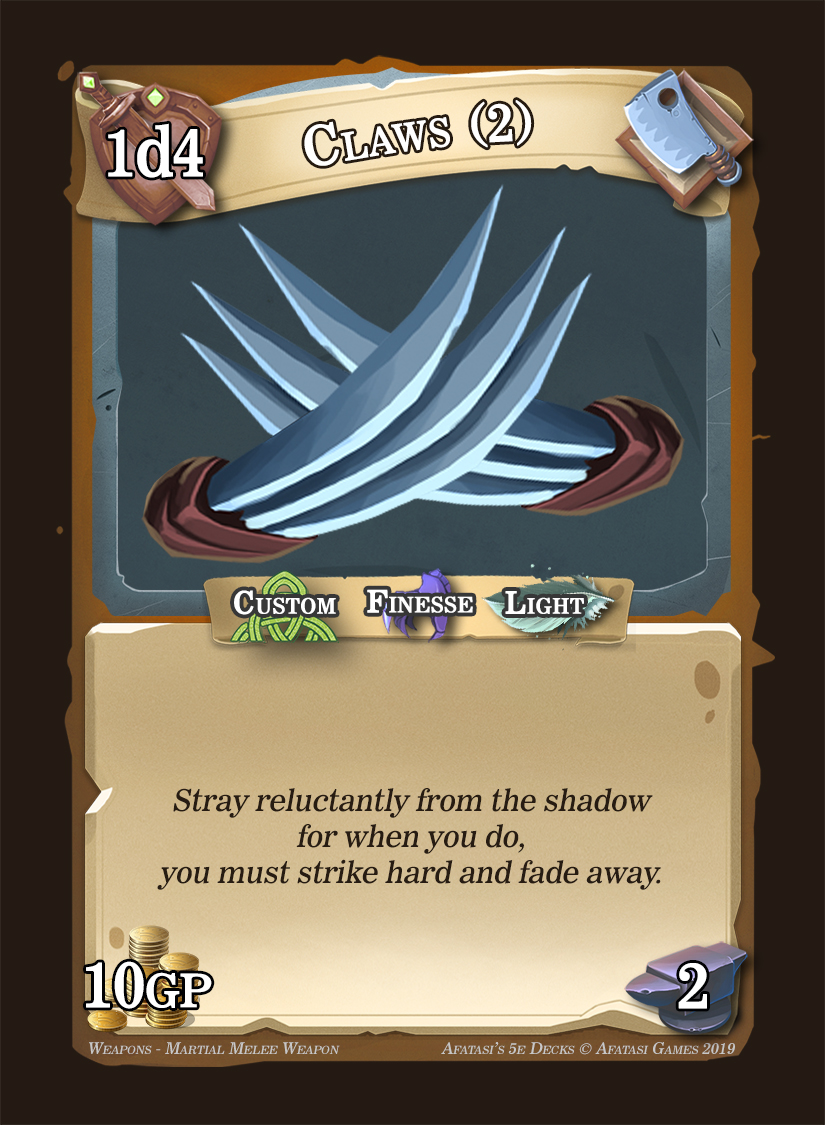 1d4
Claws (2)
Custom Finesse Light
Stray reluctantly from the shadow
for when you do,
you must strike hard and fade away.
10GP
2
Weapons - Martial Melee Weapon
Afatasi's 5e Decks © Afatasi Games 2019